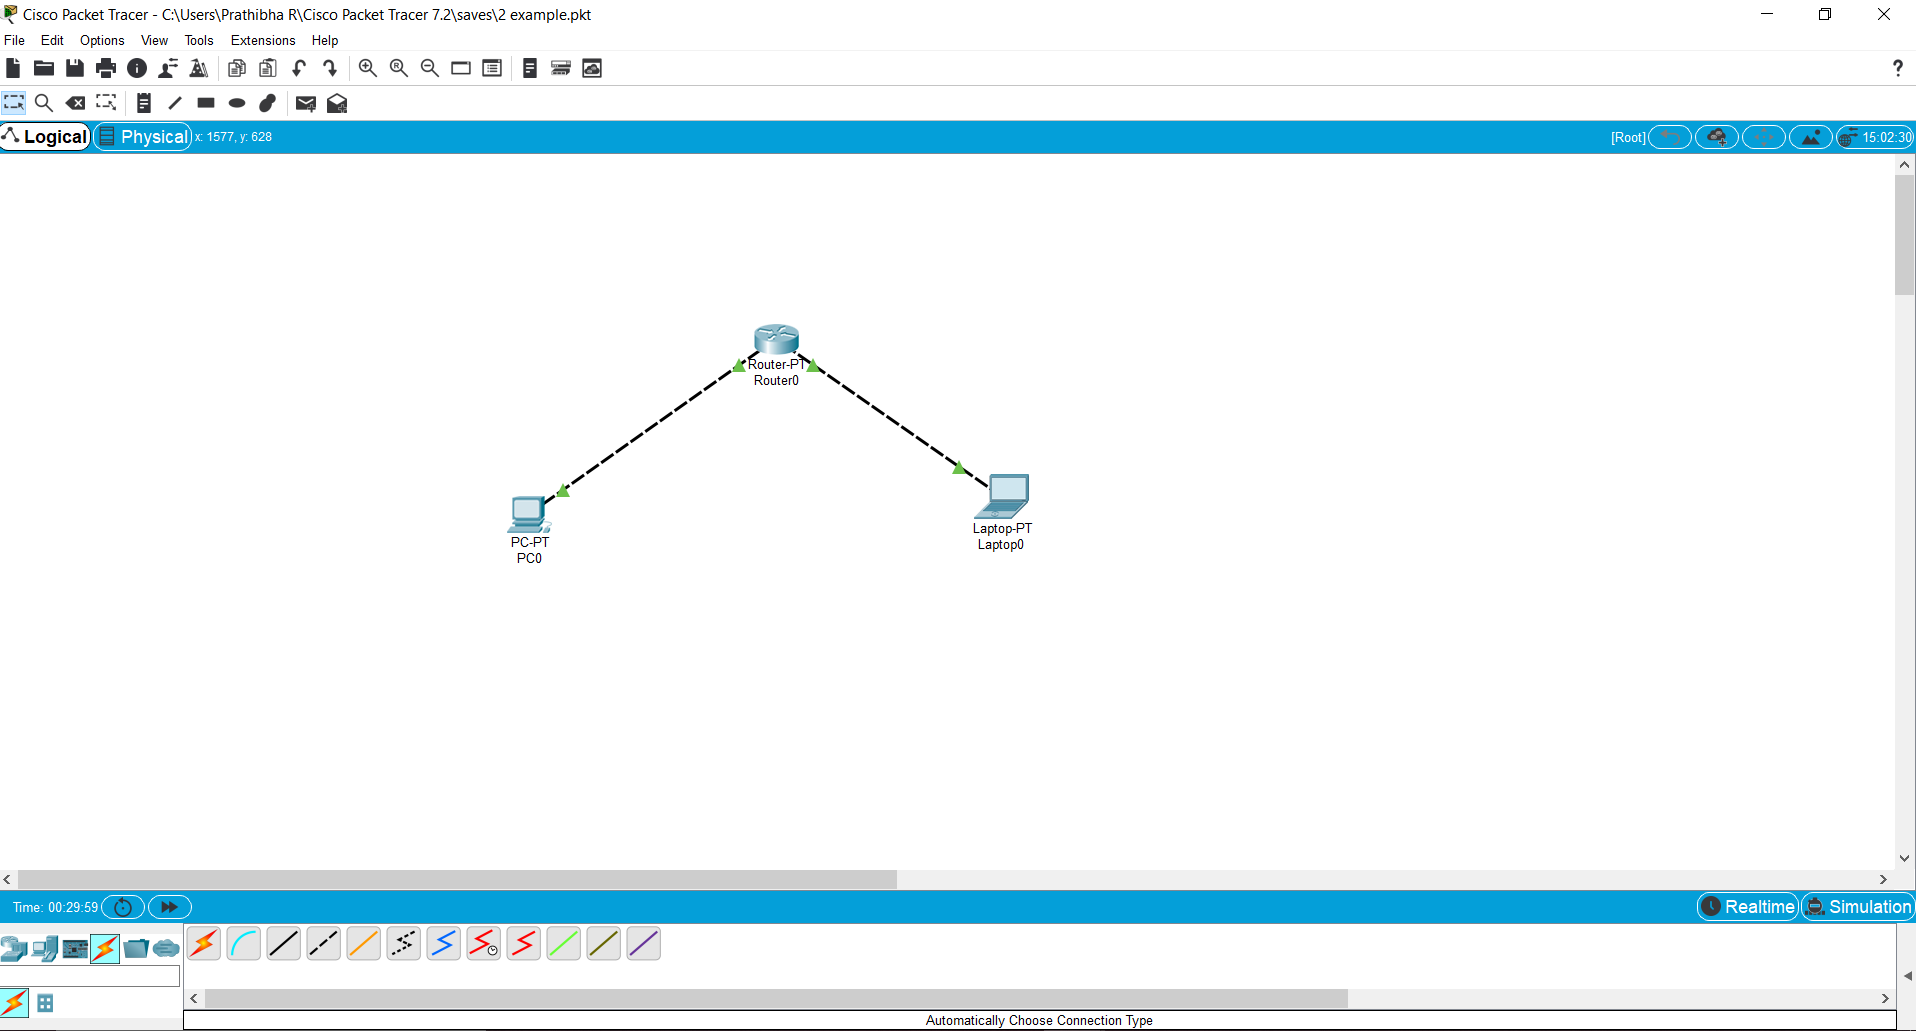 Cisco Packet Tracer - C:\Users\Prathibha R\Cisco Packet Tracer 7.2\saves\2 example.pkt
File Edit Options View Tools Extensions Help
?
Logical Physical x: 1577, y: 628 [Root] 15:02:30
Router-PT
Router0
PC-PT
PC0
Laptop-PT
Laptop0
Time: 00:29:59 Realtime Simulation
Automatically Choose Connection Type